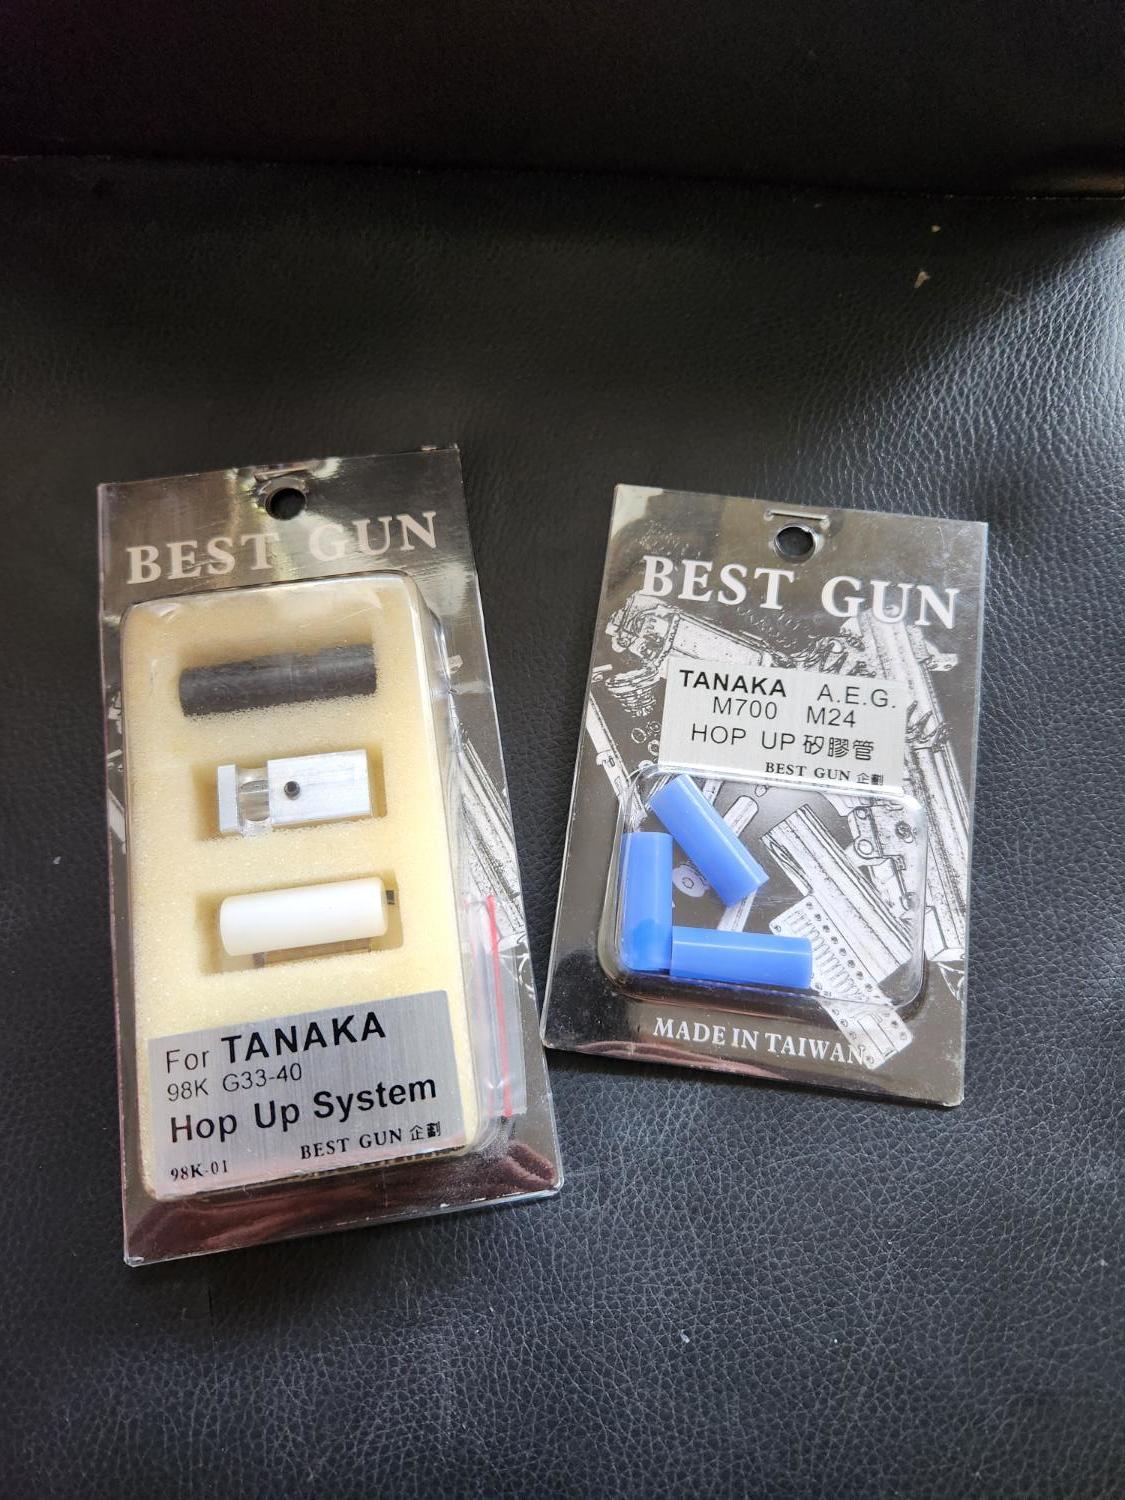 BEST GUN
For TANAKA
98K G33-40
Hop Up System
BEST GUN 企劃
98K-01
BEST GUN
TANAKA A.E.G.
M700 M24
HOP UP 矽膠管
BEST GUN 企劃
MADE IN TAIWAN